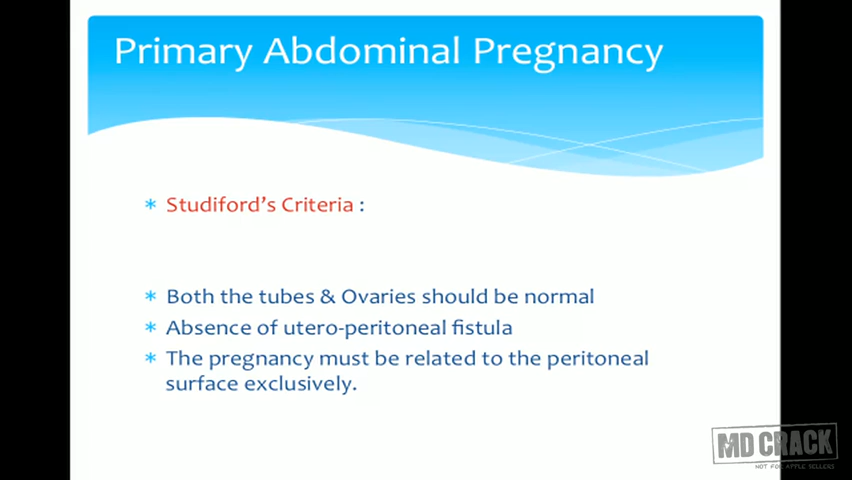 Primary Abdominal Pregnancy
* Studiford's Criteria :
* Both the tubes & Ovaries should be normal
* Absence of utero-peritoneal fistula
* The pregnancy must be related to the peritoneal
surface exclusively.
MD CRACK
NOT FOR APPLE SELLERS